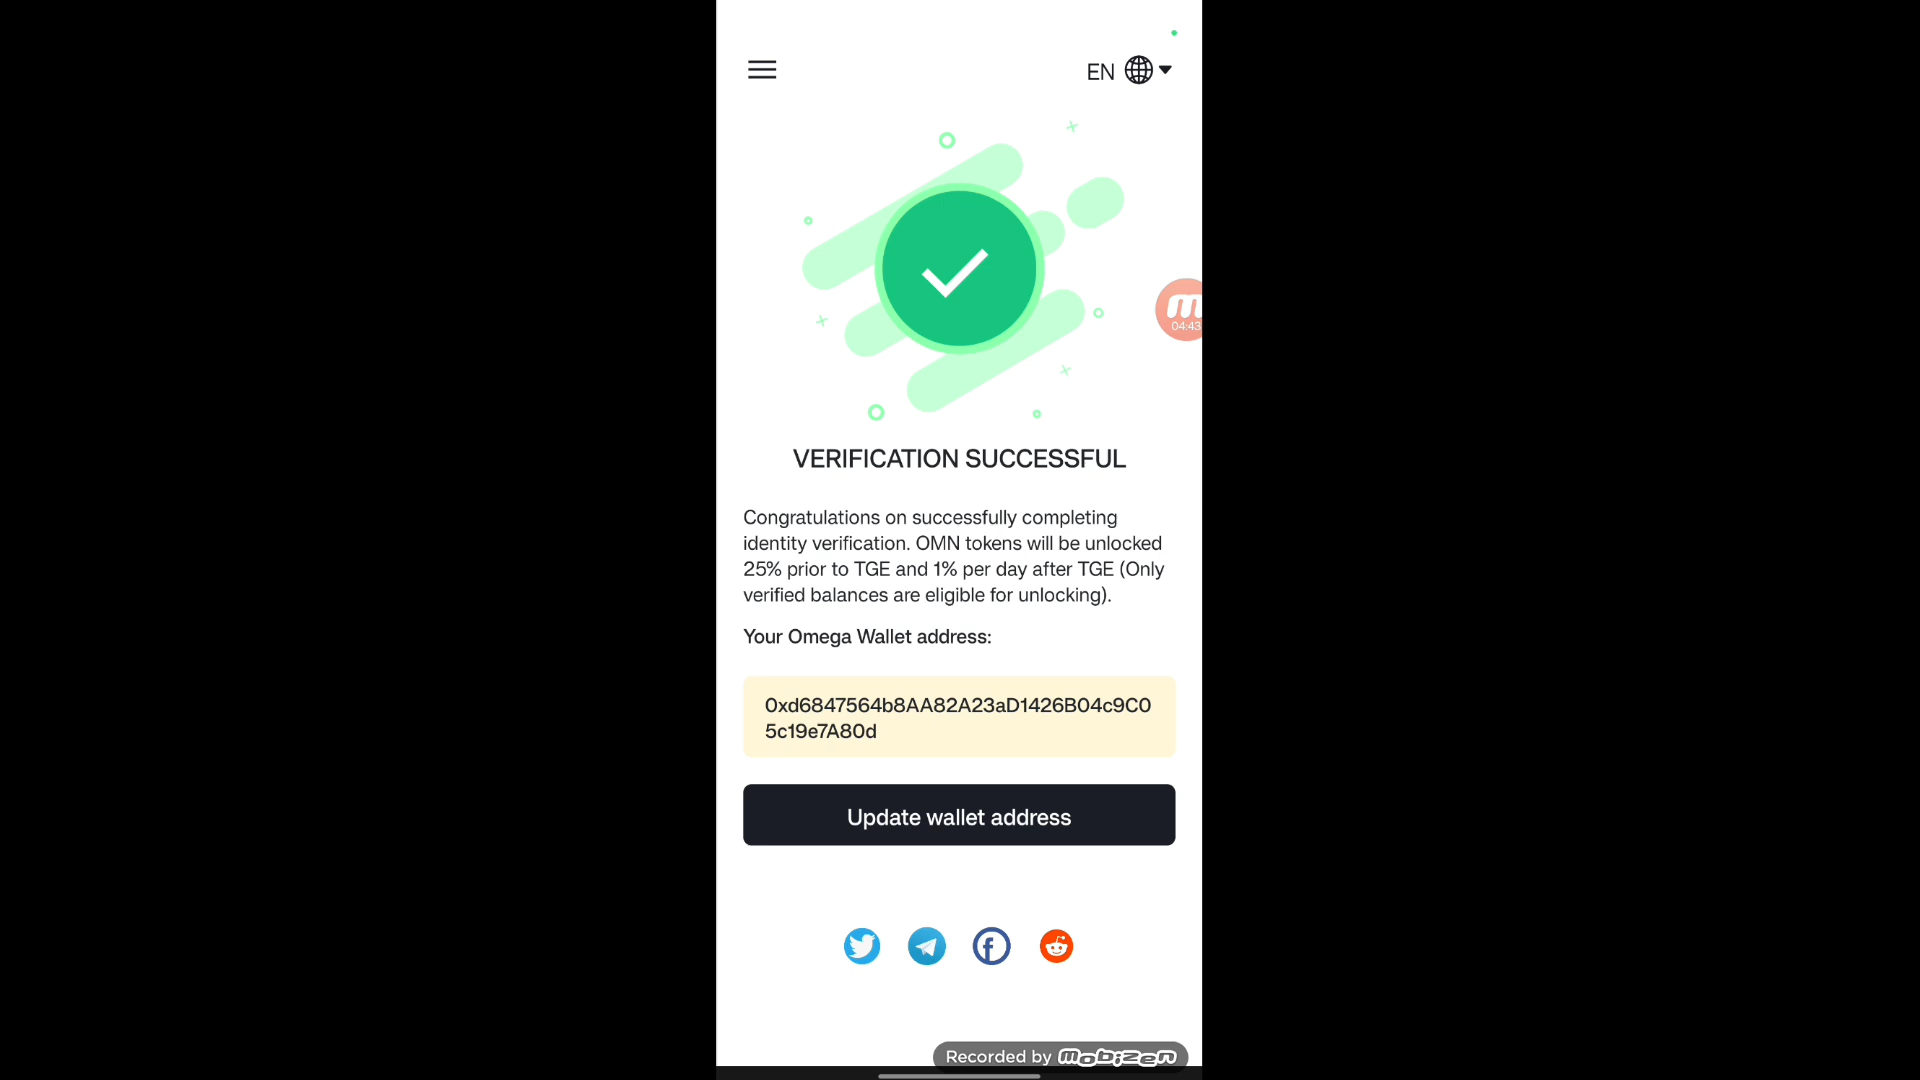 EN
04:43
VERIFICATION SUCCESSFUL
Congratulations on successfully completing
identity verification. OMN tokens will be unlocked
25% prior to TGE and 1% per day after TGE (Only
verified balances are eligible for unlocking).
Your Omega Wallet address:
0xd6847564b8AA82A23aD1426B04c9C0
5c19e7A80d
Update wallet address
Recorded by mobizen